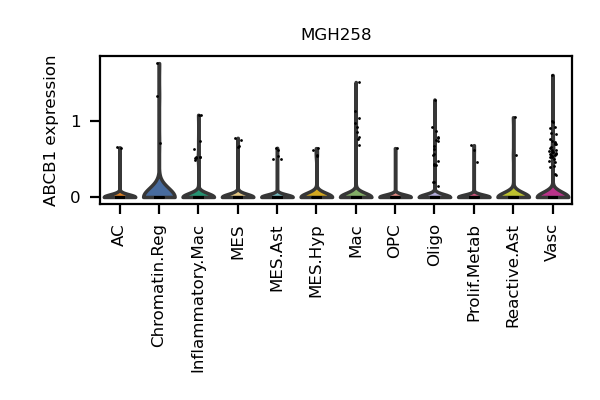 MGH258
ABCB1 expression
1
0
AC
Chromatin.Reg
Inflammatory.Mac
MES
MES.Ast
MES.Hyp
Mac
OPC
Oligo
Prolif.Metab
Reactive.Ast
Vasc